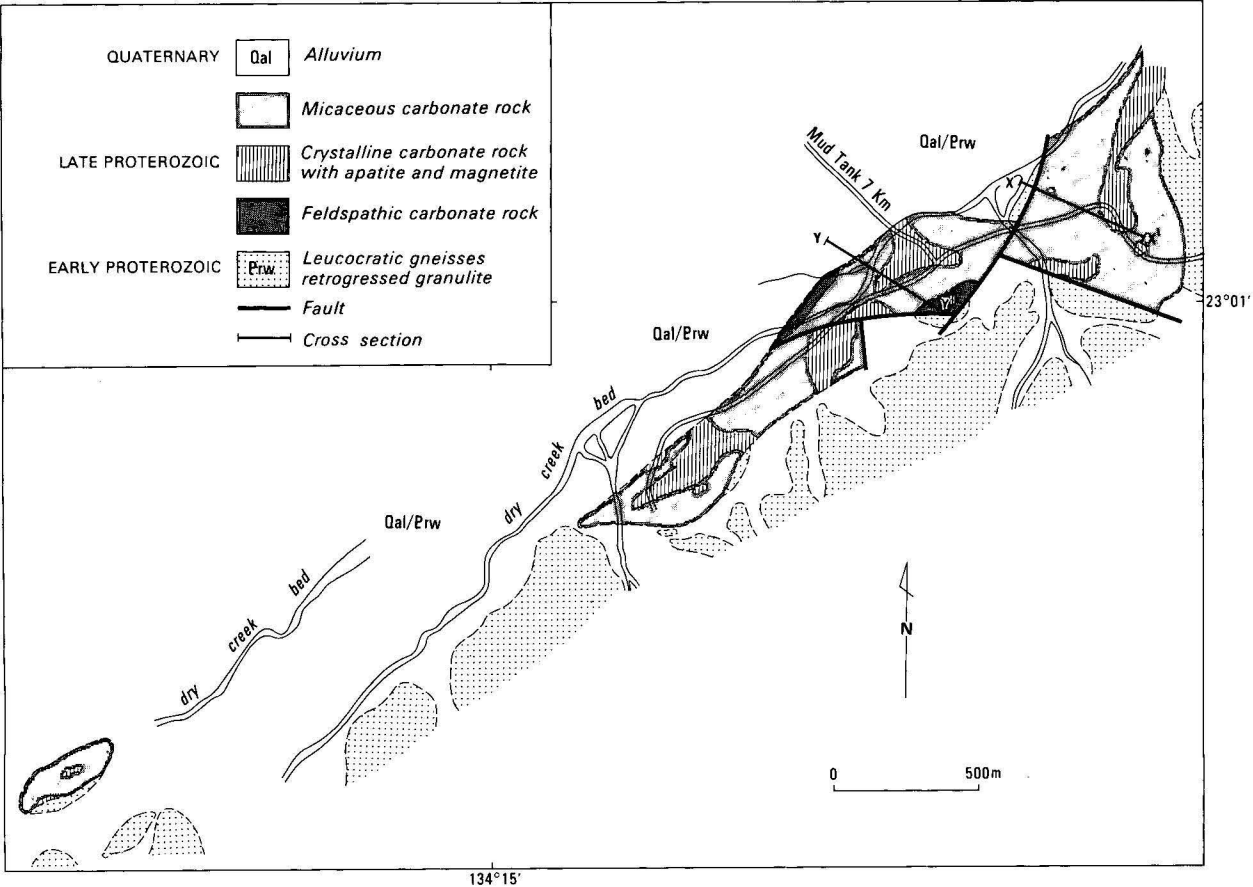 QUATERNARY
Qal
Alluvium
Micaceous carbonate rock
LATE PROTEROZOIC
Crystalline carbonate rock
with apatite and magnetite
Feldspathic carbonate rock
EARLY PROTEROZOIC
Prw
Leucocratic gneisses
retrogressed granulite
Fault
Cross section
Qal/Prw
Mud Tank 7 Km
X
X'
Y
Y'
23°01'
Qal/Prw
dry creek bed
Qal/Prw
dry creek bed
N
0 500m
134°15'